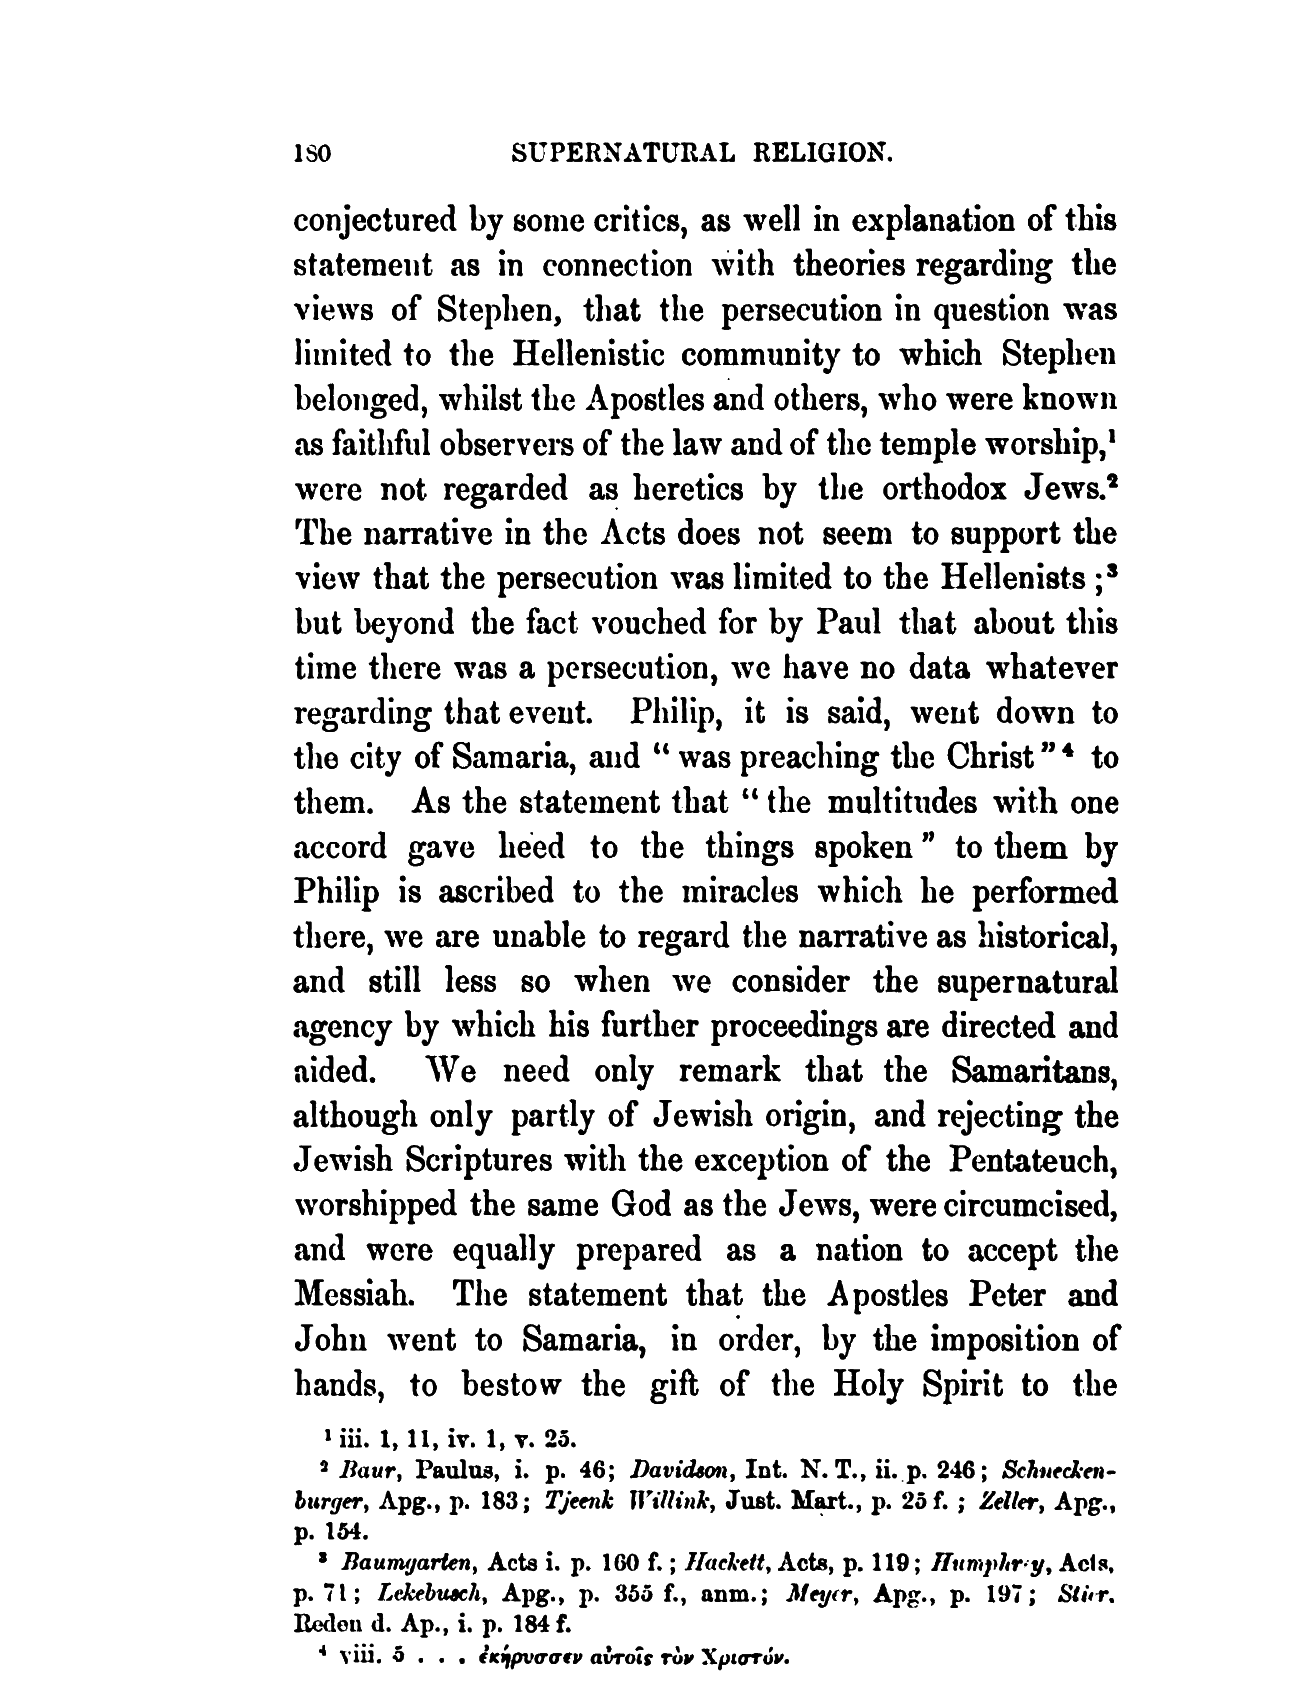 180 SUPERNATURAL RELIGION.
conjectured by some critics, as well in explanation of this
statement as in connection with theories regarding the
views of Stephen, that the persecution in question was
limited to the Hellenistic community to which Stephen
belonged, whilst the Apostles and others, who were known
as faithful observers of the law and of the temple worship,¹
were not regarded as heretics by the orthodox Jews.²
The narrative in the Acts does not seem to support the
view that the persecution was limited to the Hellenists ;³
but beyond the fact vouched for by Paul that about this
time there was a persecution, we have no data whatever
regarding that event. Philip, it is said, went down to
the city of Samaria, and “ was preaching the Christ ” ⁴ to
them. As the statement that “ the multitudes with one
accord gave heed to the things spoken ” to them by
Philip is ascribed to the miracles which he performed
there, we are unable to regard the narrative as historical,
and still less so when we consider the supernatural
agency by which his further proceedings are directed and
aided. We need only remark that the Samaritans,
although only partly of Jewish origin, and rejecting the
Jewish Scriptures with the exception of the Pentateuch,
worshipped the same God as the Jews, were circumcised,
and were equally prepared as a nation to accept the
Messiah. The statement that the Apostles Peter and
John went to Samaria, in order, by the imposition of
hands, to bestow the gift of the Holy Spirit to the
¹ iii. 1, 11, iv. 1, v. 25.
² Baur, Paulus, i. p. 46; Davidson, Int. N. T., ii. p. 246; Schnecken-
burger, Apg., p. 183; Tjeenk Willink, Just. Mart., p. 25 f. ; Zeller, Apg.,
p. 154.
³ Baumgarten, Acts i. p. 160 f. ; Hackett, Acts, p. 119; Humphrey, Acts,
p. 71; Lekebusch, Apg., p. 355 f., anm.; Meyer, Apg., p. 197; Stier.
Reden d. Ap., i. p. 184 f.
⁴ viii. 5 . . . ἐκήρυσσεν αὐτοῖς τὸν Χριστόν.